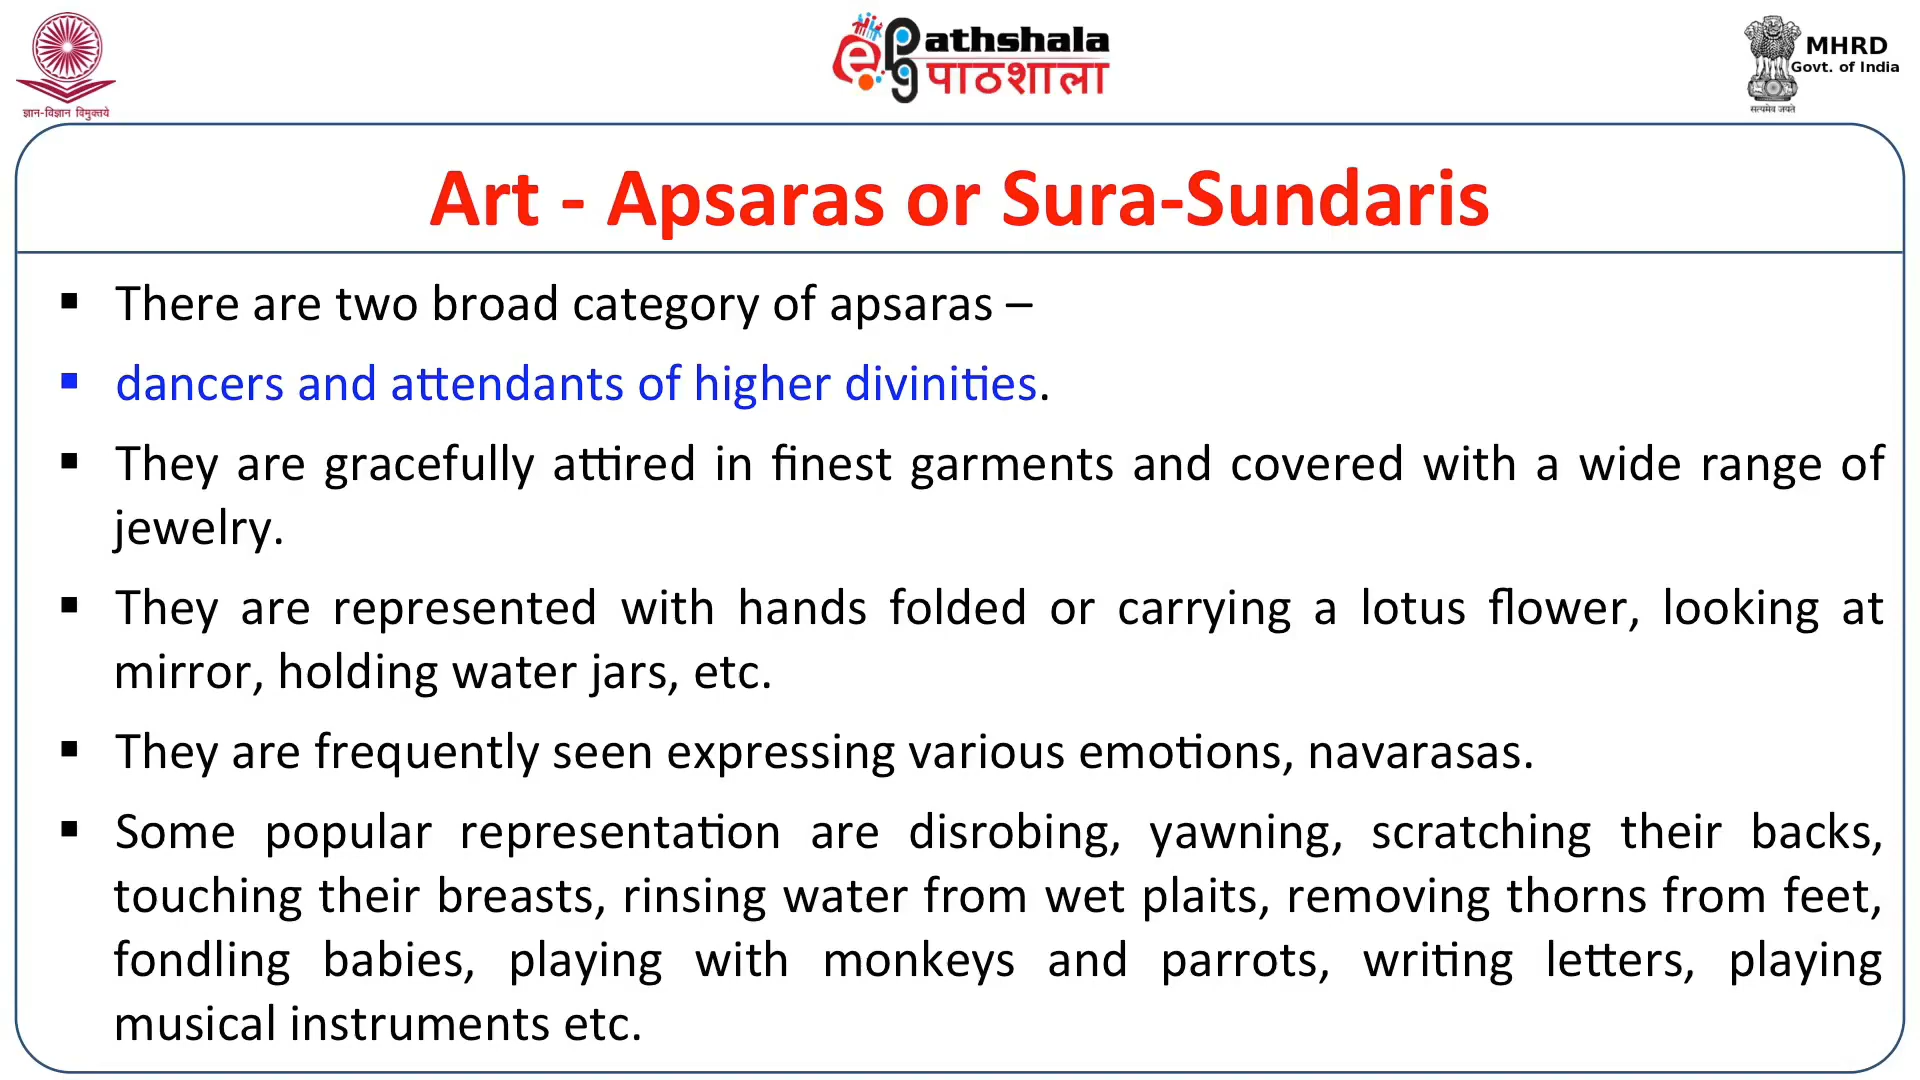 ज्ञान-विज्ञान विमुक्तये
ePathshala
पाठशाला
MHRD
Govt. of India
सत्यमेव जयते
Art - Apsaras or Sura-Sundaris
▪ There are two broad category of apsaras –
▪ dancers and attendants of higher divinities.
▪ They are gracefully attired in finest garments and covered with a wide range of
jewelry.
▪ They are represented with hands folded or carrying a lotus flower, looking at
mirror, holding water jars, etc.
▪ They are frequently seen expressing various emotions, navarasas.
▪ Some popular representation are disrobing, yawning, scratching their backs,
touching their breasts, rinsing water from wet plaits, removing thorns from feet,
fondling babies, playing with monkeys and parrots, writing letters, playing
musical instruments etc.